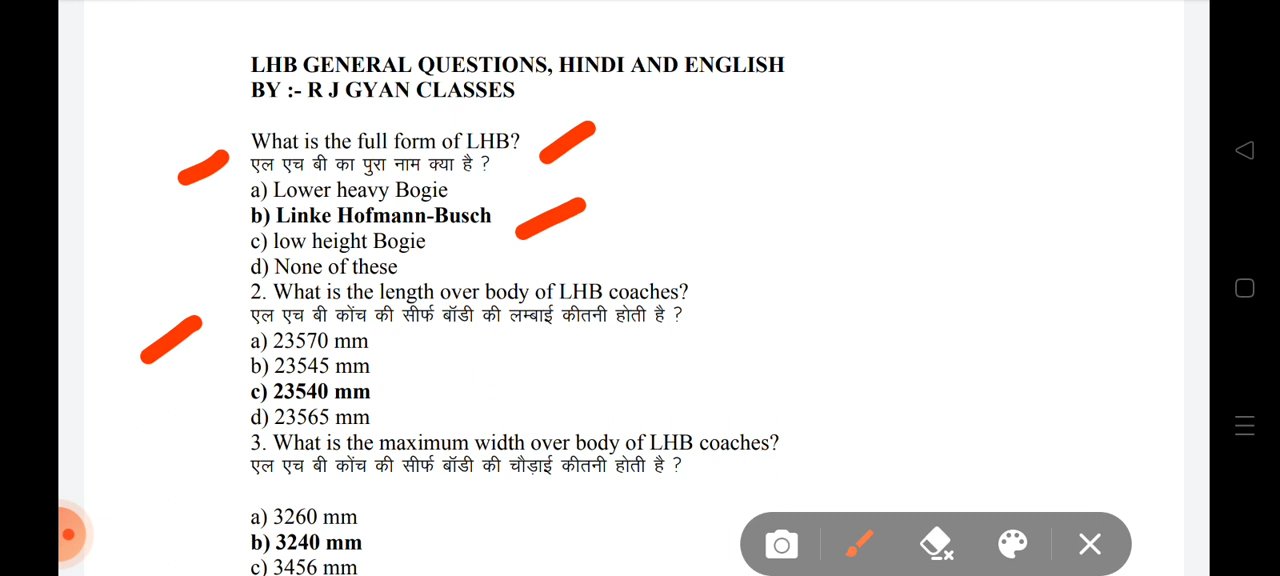 LHB GENERAL QUESTIONS, HINDI AND ENGLISH
BY :- R J GYAN CLASSES
What is the full form of LHB?
एल एच बी का पुरा नाम क्या है ?
a) Lower heavy Bogie
b) Linke Hofmann-Busch
c) low height Bogie
d) None of these
2. What is the length over body of LHB coaches?
एल एच बी कोंच की सीर्फ बॉडी की लम्बाई कीतनी होती है ?
a) 23570 mm
b) 23545 mm
c) 23540 mm
d) 23565 mm
3. What is the maximum width over body of LHB coaches?
एल एच बी कोंच की सीर्फ बॉडी की चौड़ाई कीतनी होती है ?
a) 3260 mm
b) 3240 mm
c) 3456 mm